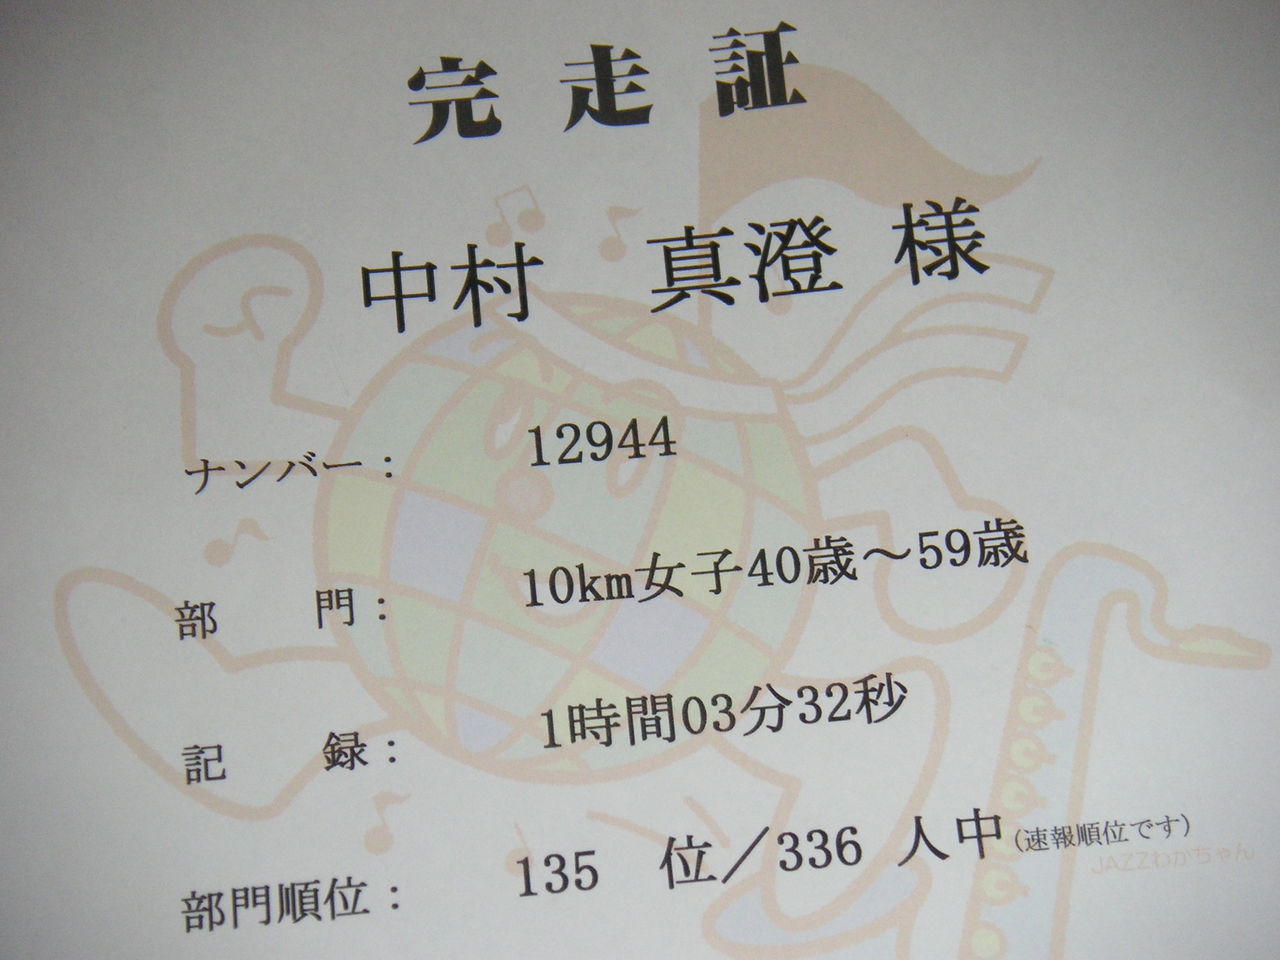 完走証
中村 真澄 様
ナンバー： 12944
部 門： 10km女子40歳～59歳
記 録： 1時間03分32秒
部門順位： 135 位／336 人中(速報順位です)
JAZZわかちゃん